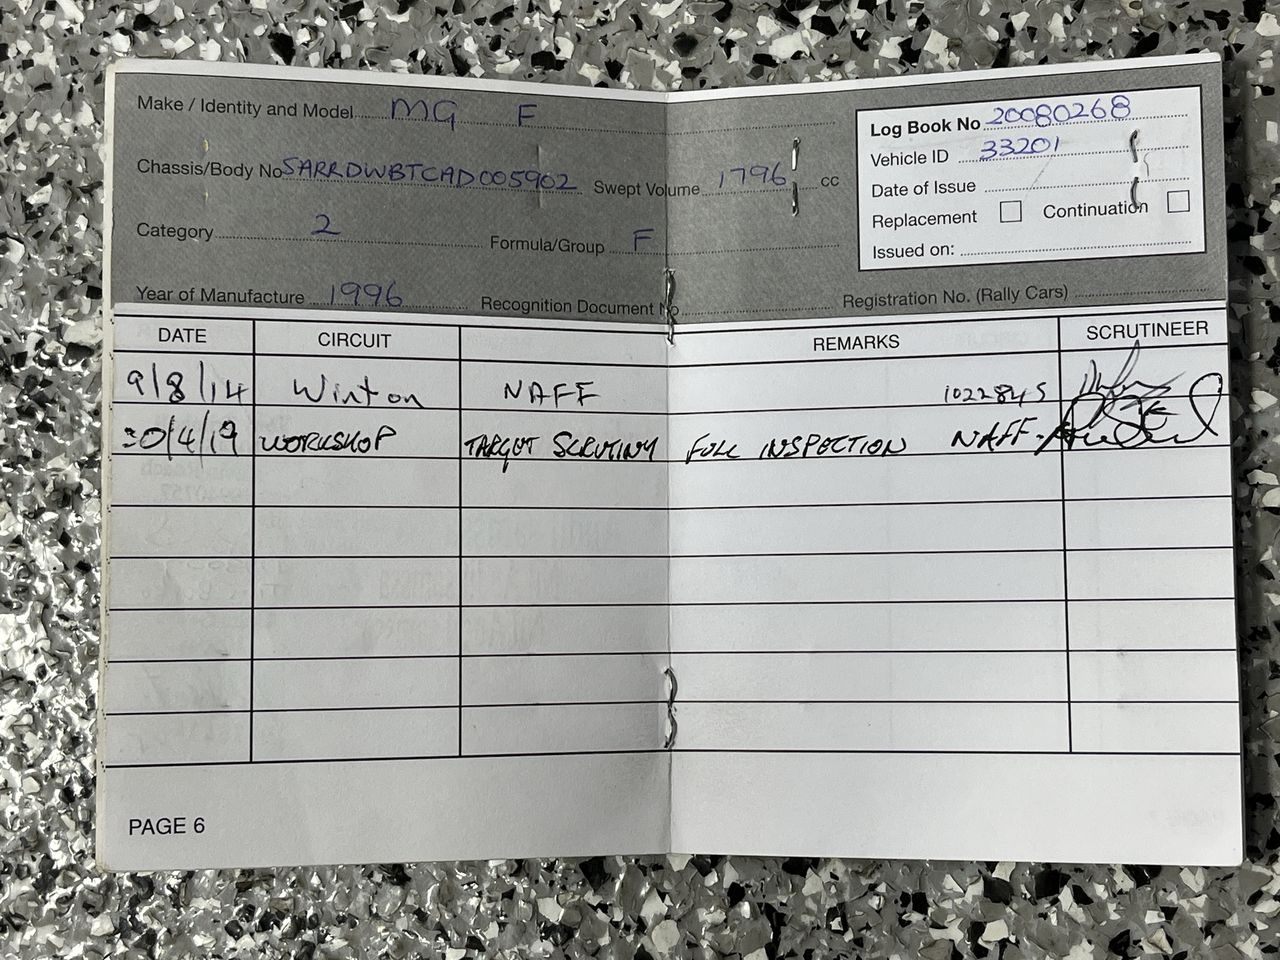 Make / Identity and Model MG F
Log Book No 20080268
Vehicle ID 33201
Chassis/Body No SARRDWBTCAD005902 Swept Volume 1796 cc
Date of Issue
Replacement Continuation
Category 2 Formula/Group F
Issued on:
Year of Manufacture 1996 Recognition Document No Registration No. (Rally Cars)
DATE CIRCUIT REMARKS SCRUTINEER
9/8/14 Winton NAFF 1022845
30/4/19 WORKSHOP TARGET SCRUTINY FULL INSPECTION NAFF
PAGE 6